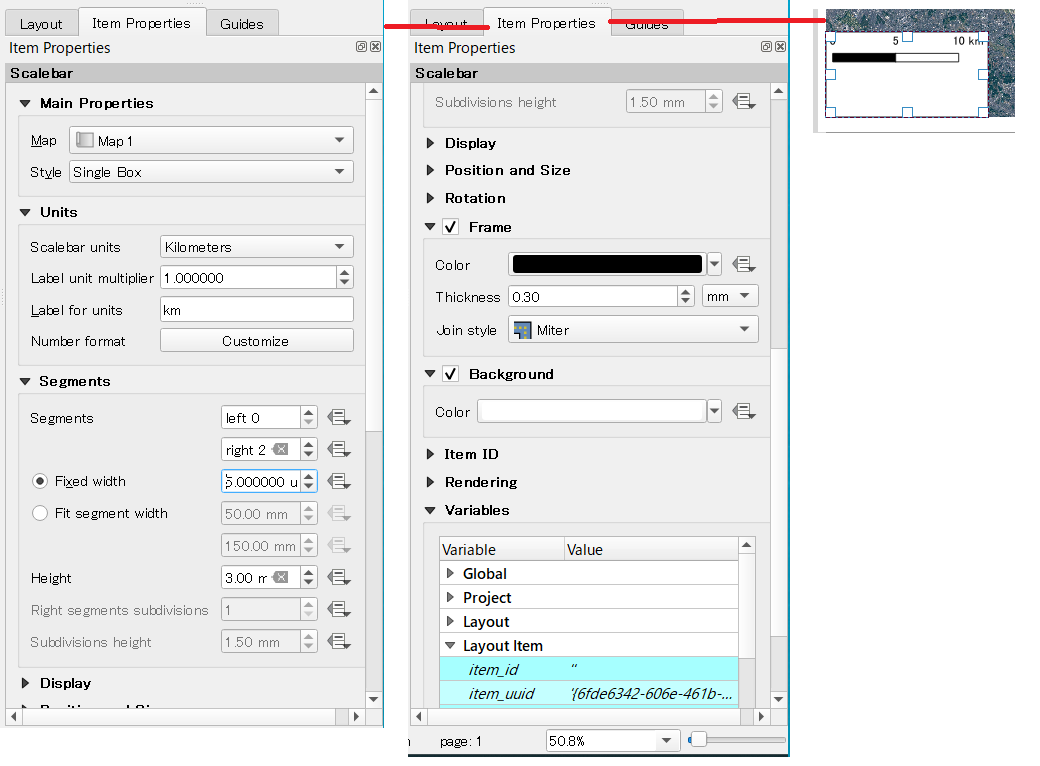 Layout
Item Properties
Guides
Item Properties
Scalebar
Main Properties
Map
Map 1
Style
Single Box
Units
Scalebar units
Kilometers
Label unit multiplier
1.000000
Label for units
km
Number format
Customize
Segments
Segments
left 0
right 2
Fixed width
5.000000 u
Fit segment width
50.00 mm
150.00 mm
Height
3.00 m
Right segments subdivisions
1
Subdivisions height
1.50 mm
Display
Layout
Item Properties
Guides
Item Properties
Scalebar
Subdivisions height
1.50 mm
Display
Position and Size
Rotation
Frame
Color
Thickness
0.30
mm
Join style
Miter
Background
Color
Item ID
Rendering
Variables
Variable
Value
Global
Project
Layout
Layout Item
item_id
''
item_uuid
'{6fde6342-606e-461b-...
page: 1
50.8%
0
5
10 km